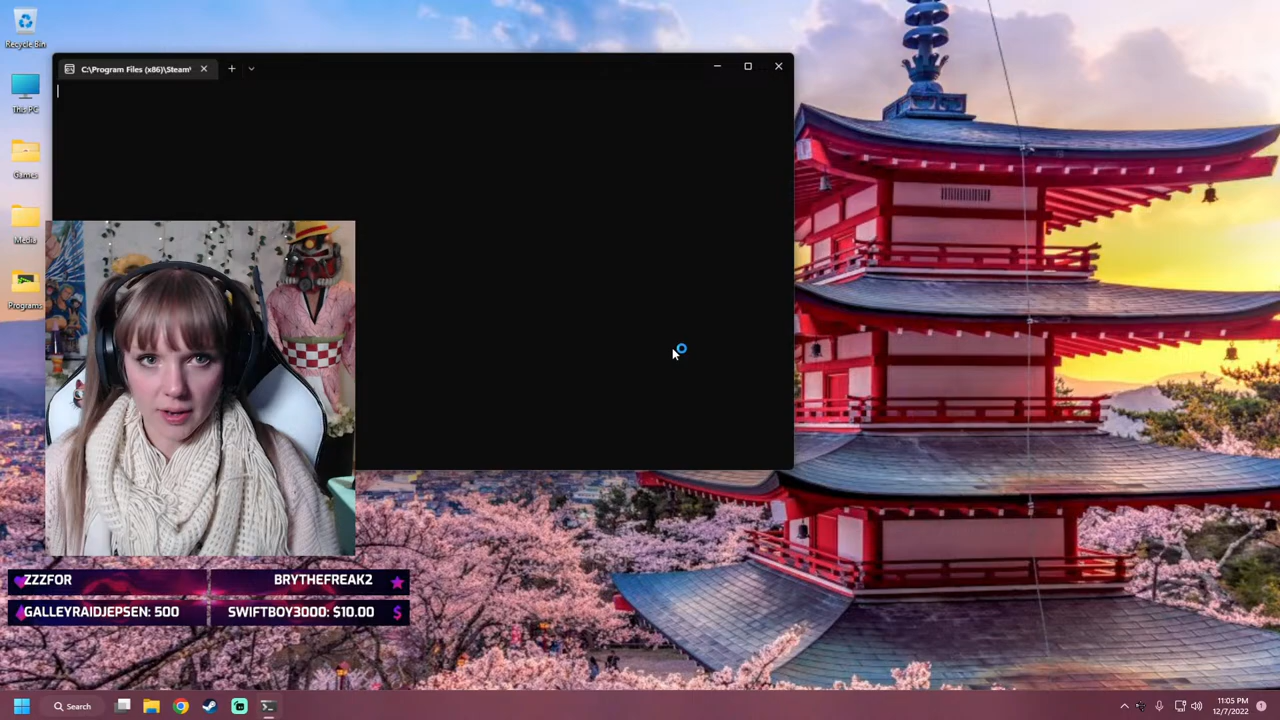 Recycle Bin
This PC
Games
Media
Programs
C:\Program Files (x86)\Steam\
ZZZFOR
BRYTHEFREAK2
GALLEYRAIDJEPSEN: 500
SWIFTBOY3000: $10.00
$
Search
11:05 PM
12/7/2022
1